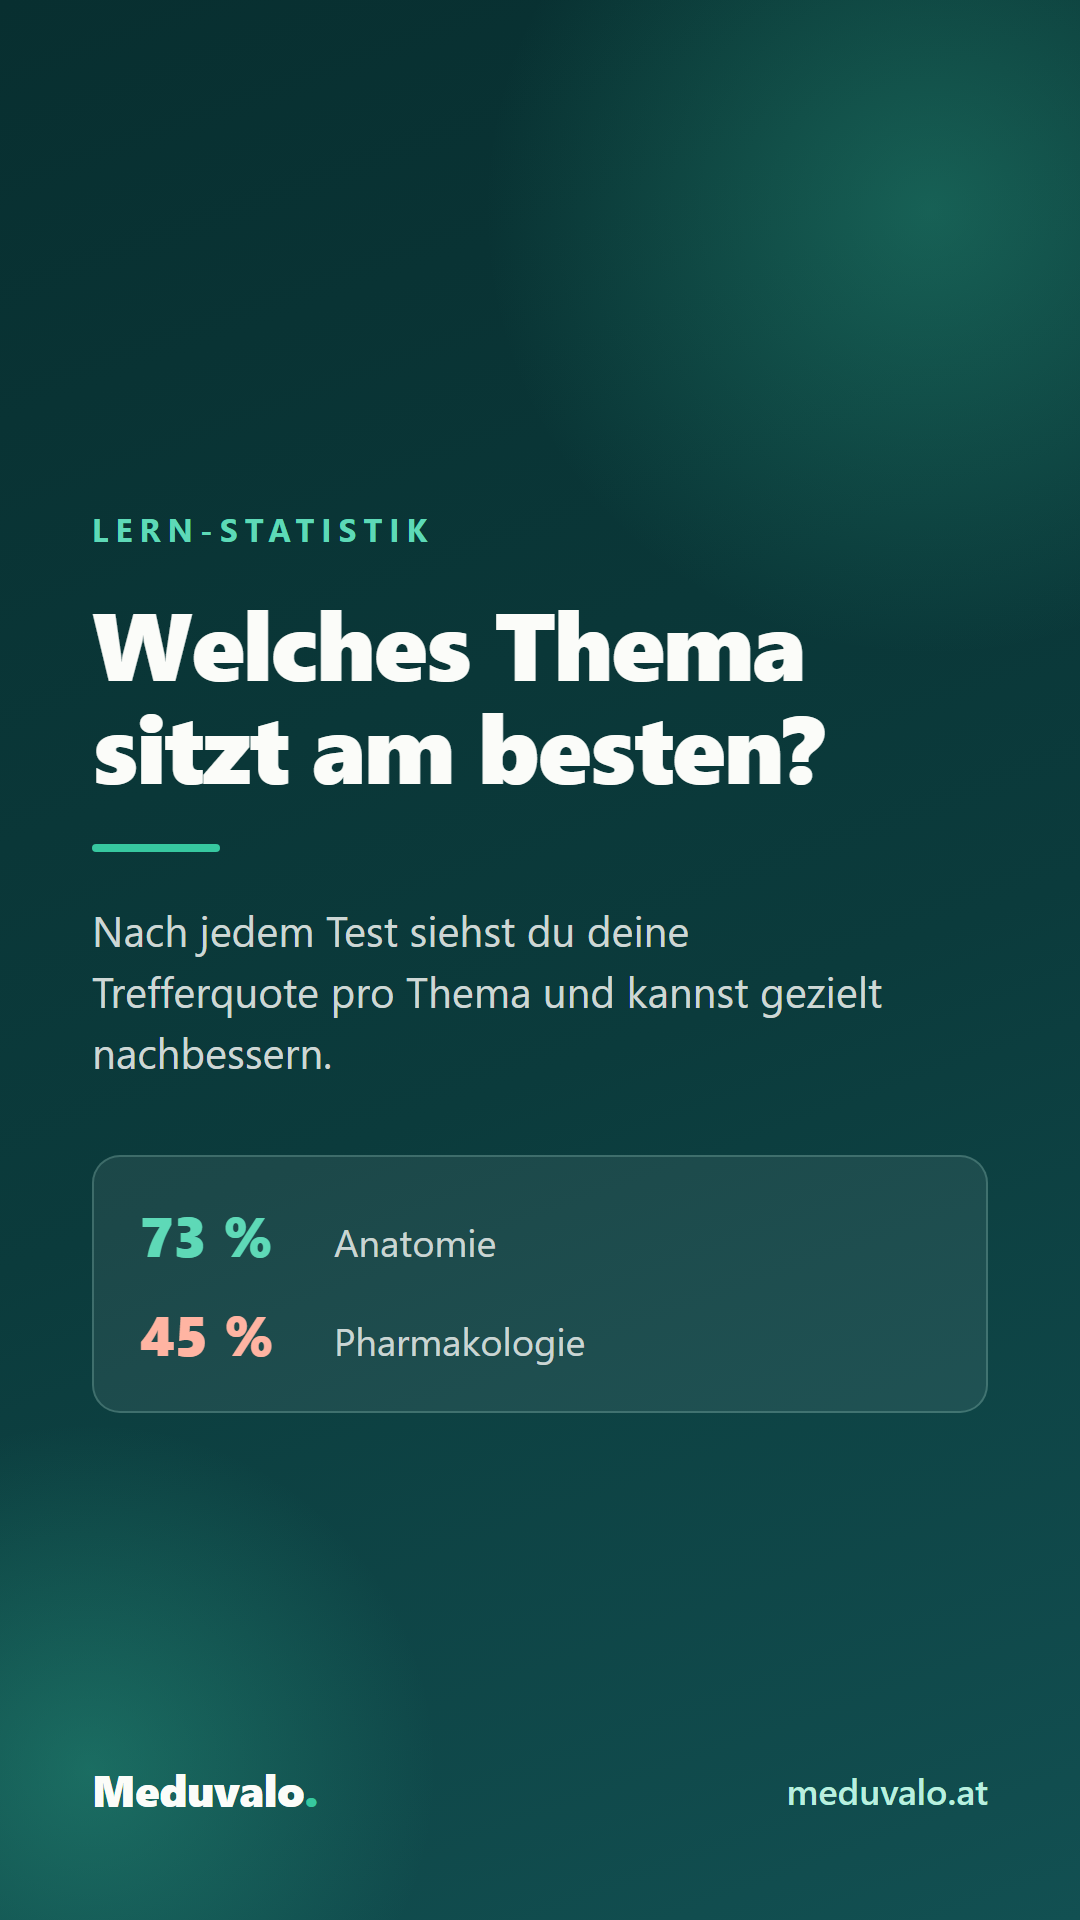 LERN-STATISTIK
Welches Thema
sitzt am besten?
Nach jedem Test siehst du deine
Trefferquote pro Thema und kannst gezielt
nachbessern.
73 % Anatomie
45 % Pharmakologie
Meduvalo.
meduvalo.at